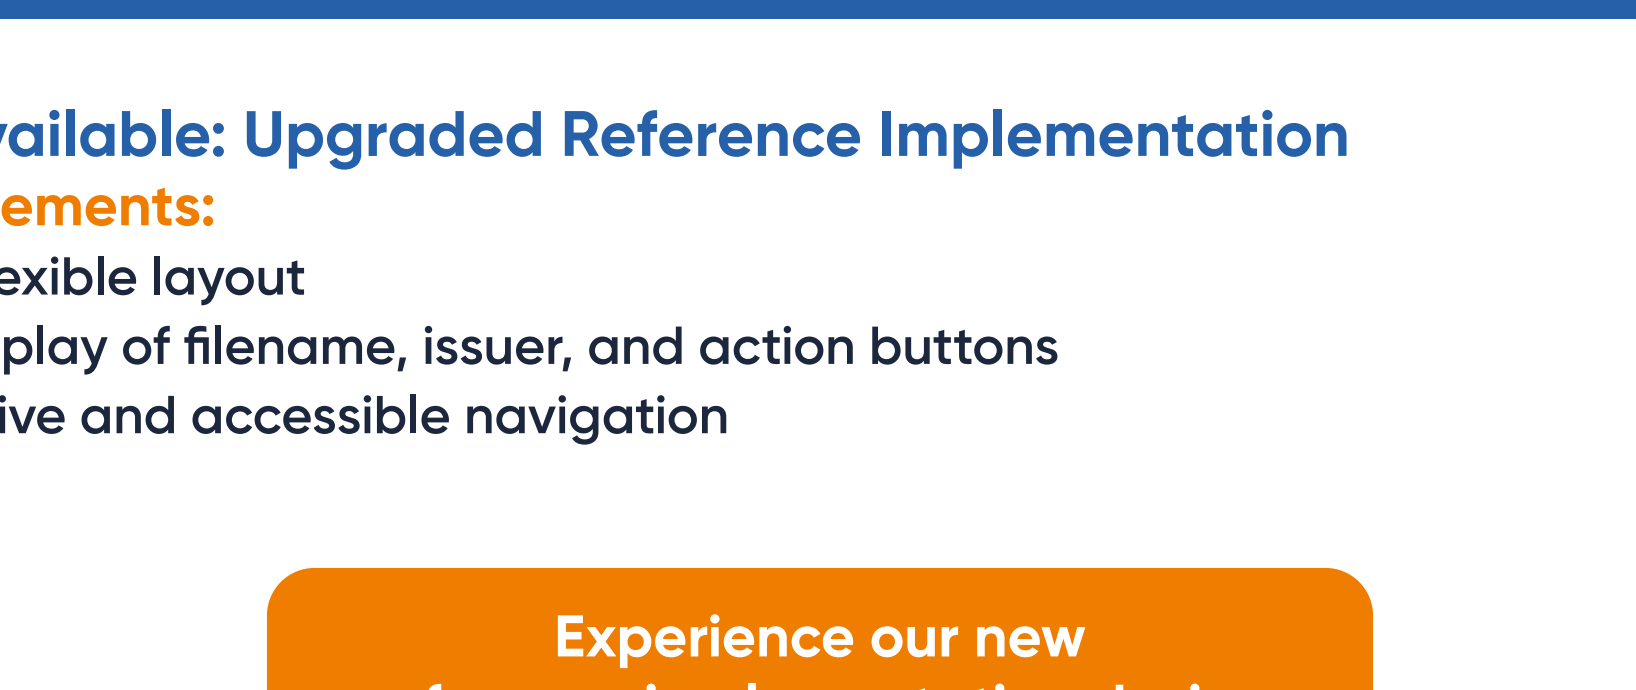 vailable: Upgraded Reference Implementation
ements:
exible layout
play of filename, issuer, and action buttons
ive and accessible navigation
Experience our new